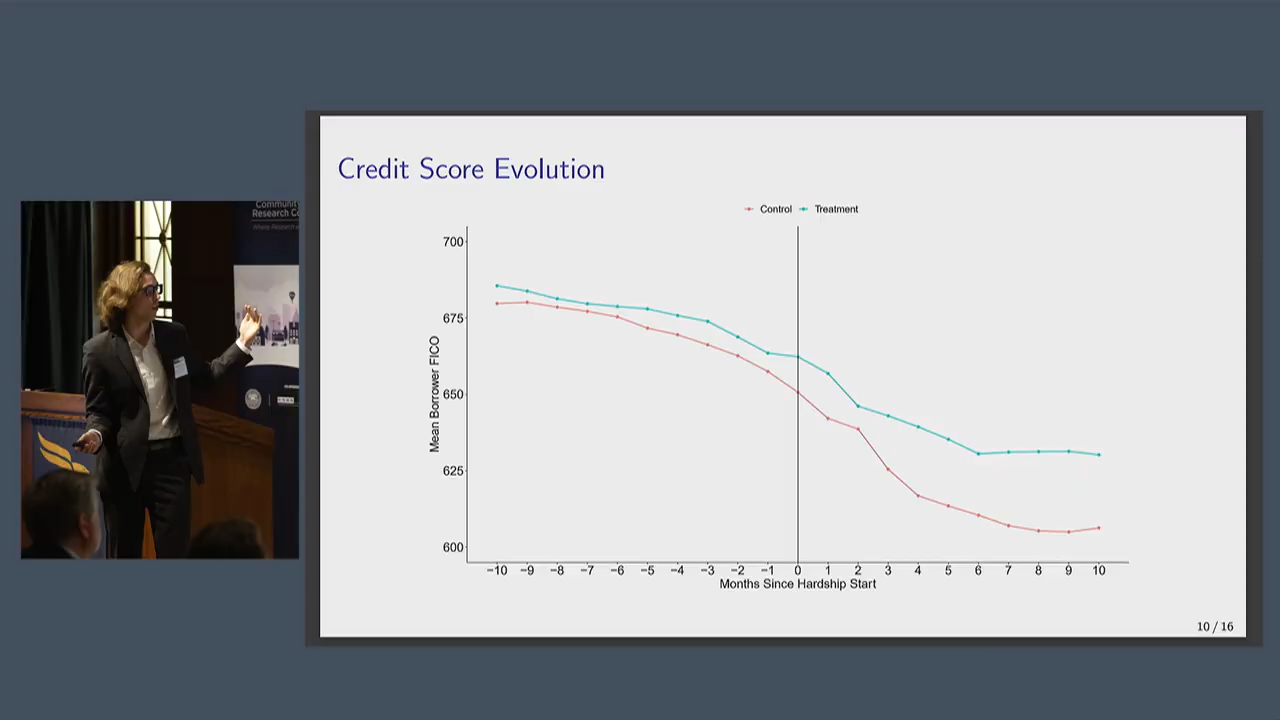 Communit
Research Co
Credit Score Evolution
Control Treatment
700
675
650
625
600
Mean Borrower FICO
−10 −9 −8 −7 −6 −5 −4 −3 −2 −1 0 1 2 3 4 5 6 7 8 9 10
Months Since Hardship Start
10 / 16